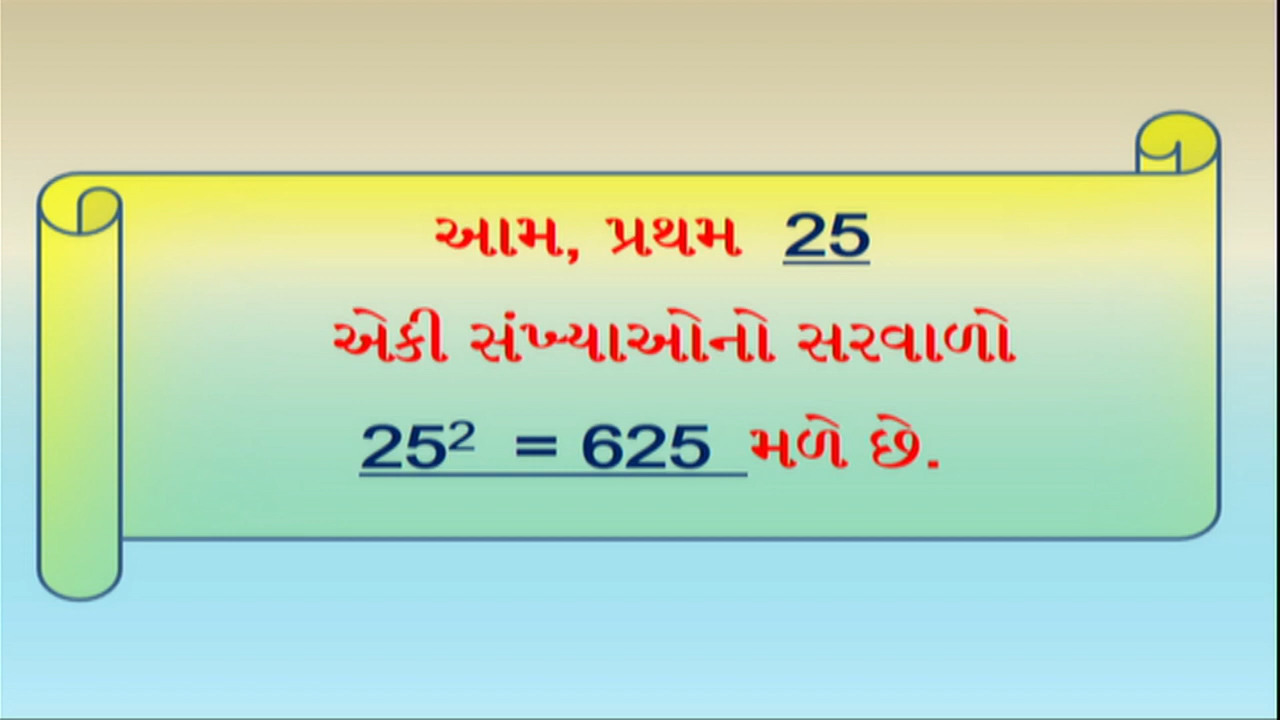 આમ, પ્રથમ 25
એકી સંખ્યાઓનો સરવાળો
25² = 625 મળે છે.